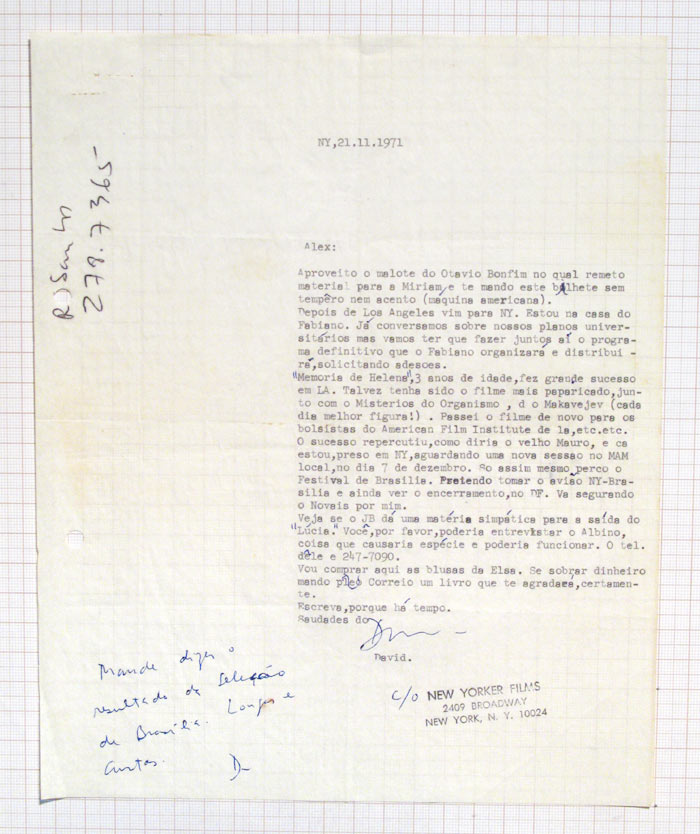 NY,21.11.1971
279.7365
Alex:
Aproveito o malote do Otavio Bonfim no qual remeto
material para a Miriam,e te mando este bilhete sem
tempêro nem acento (máquina americana).
Depois de Los Angeles vim para NY. Estou na casa do
Fabiano. Já conversamos sobre nossos planos univer-
sitários mas vamos ter que fazer juntos aí o progra-
ma definitivo que o Fabiano organizará e distribui -
rá,solicitando adesoes.
"Memoria de Helena",3 anos de idade,fez grande sucesso
em LA. Talvez tenha sido o filme mais paparicado,jun-
to com o Misterios do Organismo , d o Makavejev (cada
dia melhor figura!) . Passei o filme de novo para os
bolsistas do American Film Institute de la,etc.etc.
O sucesso repercutiu,como diria o velho Mauro, e ca
estou,preso em NY,aguardando uma nova sessao no MAM
local,no dia 7 de dezembro. So assim mesmo perco o
Festival de Brasilia. Pretendo tomar o avião NY-Bra-
silia e ainda ver o encerramento,no DF. Va segurando
o Novais por mim.
Veja se o JB dá uma matéria simpática para a saída do
"Lúcia." Você,por favor,poderia entrevistar o Albino,
coisa que causaria espécie e poderia funcionar. O tel.
dêle e 247-7090.
Vou comprar aqui as blusas da Elsa. Se sobrar dinheiro
mando pelo Correio um livro que te agradará,certamen-
te.
Escreva,porque há tempo.
Saudades do
David.
c/o NEW YORKER FILMS
2409 BROADWAY
NEW YORK, N. Y. 10024
Mande dizer o
resultado da seleção
de Brasília. Longos e
Curtos.
D